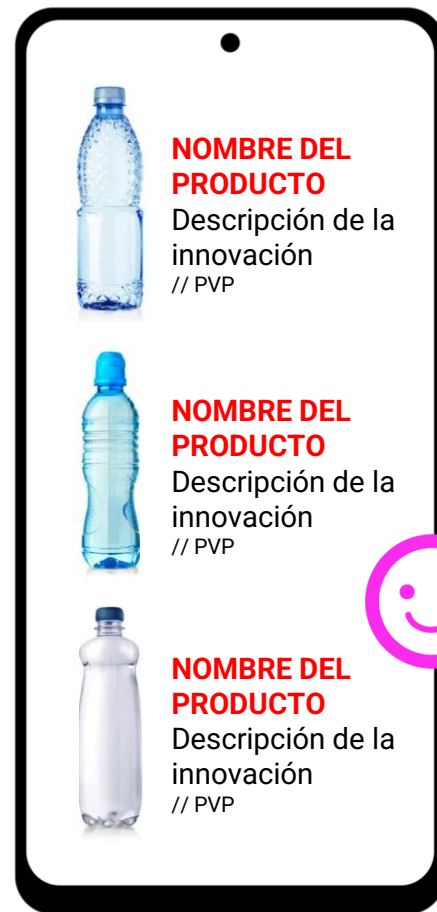 NOMBRE DEL
PRODUCTO
Descripción de la
innovación
// PVP
NOMBRE DEL
PRODUCTO
Descripción de la
innovación
// PVP
NOMBRE DEL
PRODUCTO
Descripción de la
innovación
// PVP